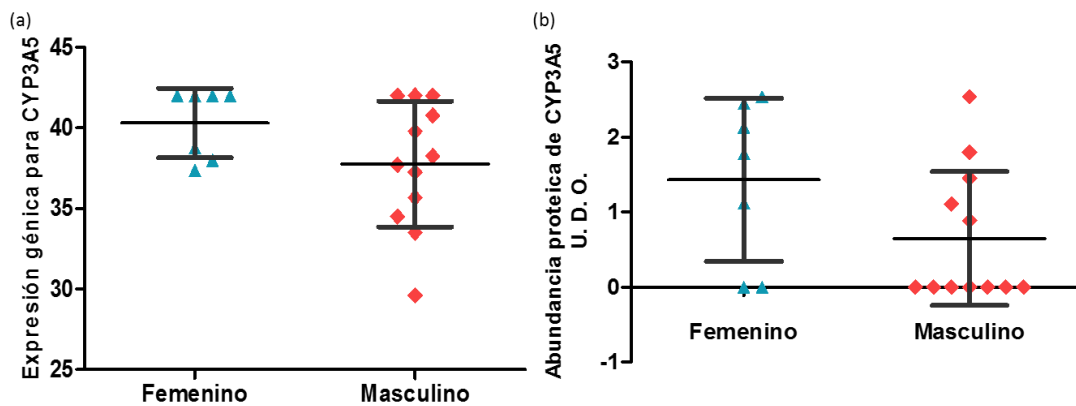 (a)
Expresión génica para CYP3A5
45
40
35
30
25
Femenino
Masculino
(b)
Abundancia proteica de CYP3A5
U. D. O.
3
2
1
0
-1
Femenino
Masculino